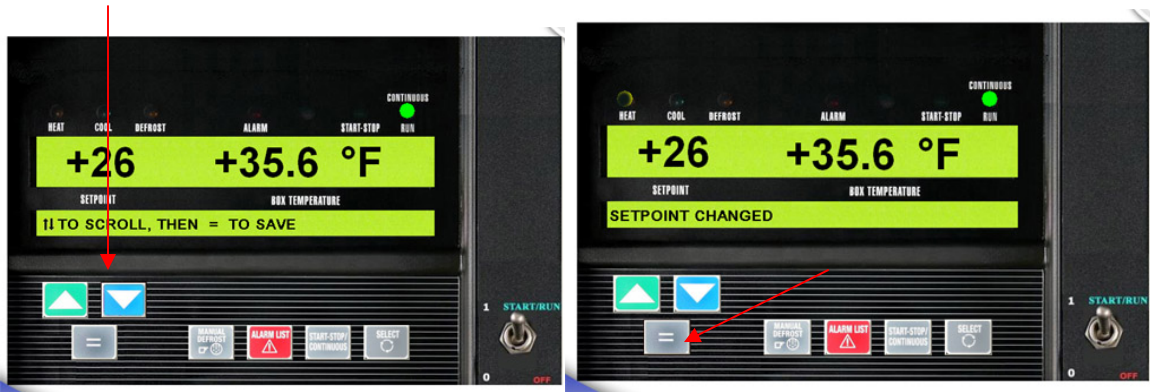 CONTINUOUS
HEAT COOL DEFROST ALARM START-STOP RUN
+26 +35.6 °F
SETPOINT BOX TEMPERATURE
⇅ TO SCROLL, THEN = TO SAVE
1 START/RUN
=
MANUAL DEFROST
ALARM LIST
START-STOP/
CONTINUOUS
SELECT
0 OFF
CONTINUOUS
HEAT COOL DEFROST ALARM START-STOP RUN
+26 +35.6 °F
SETPOINT BOX TEMPERATURE
SETPOINT CHANGED
1 START/RUN
=
MANUAL DEFROST
ALARM LIST
START-STOP/
CONTINUOUS
SELECT
0 OFF